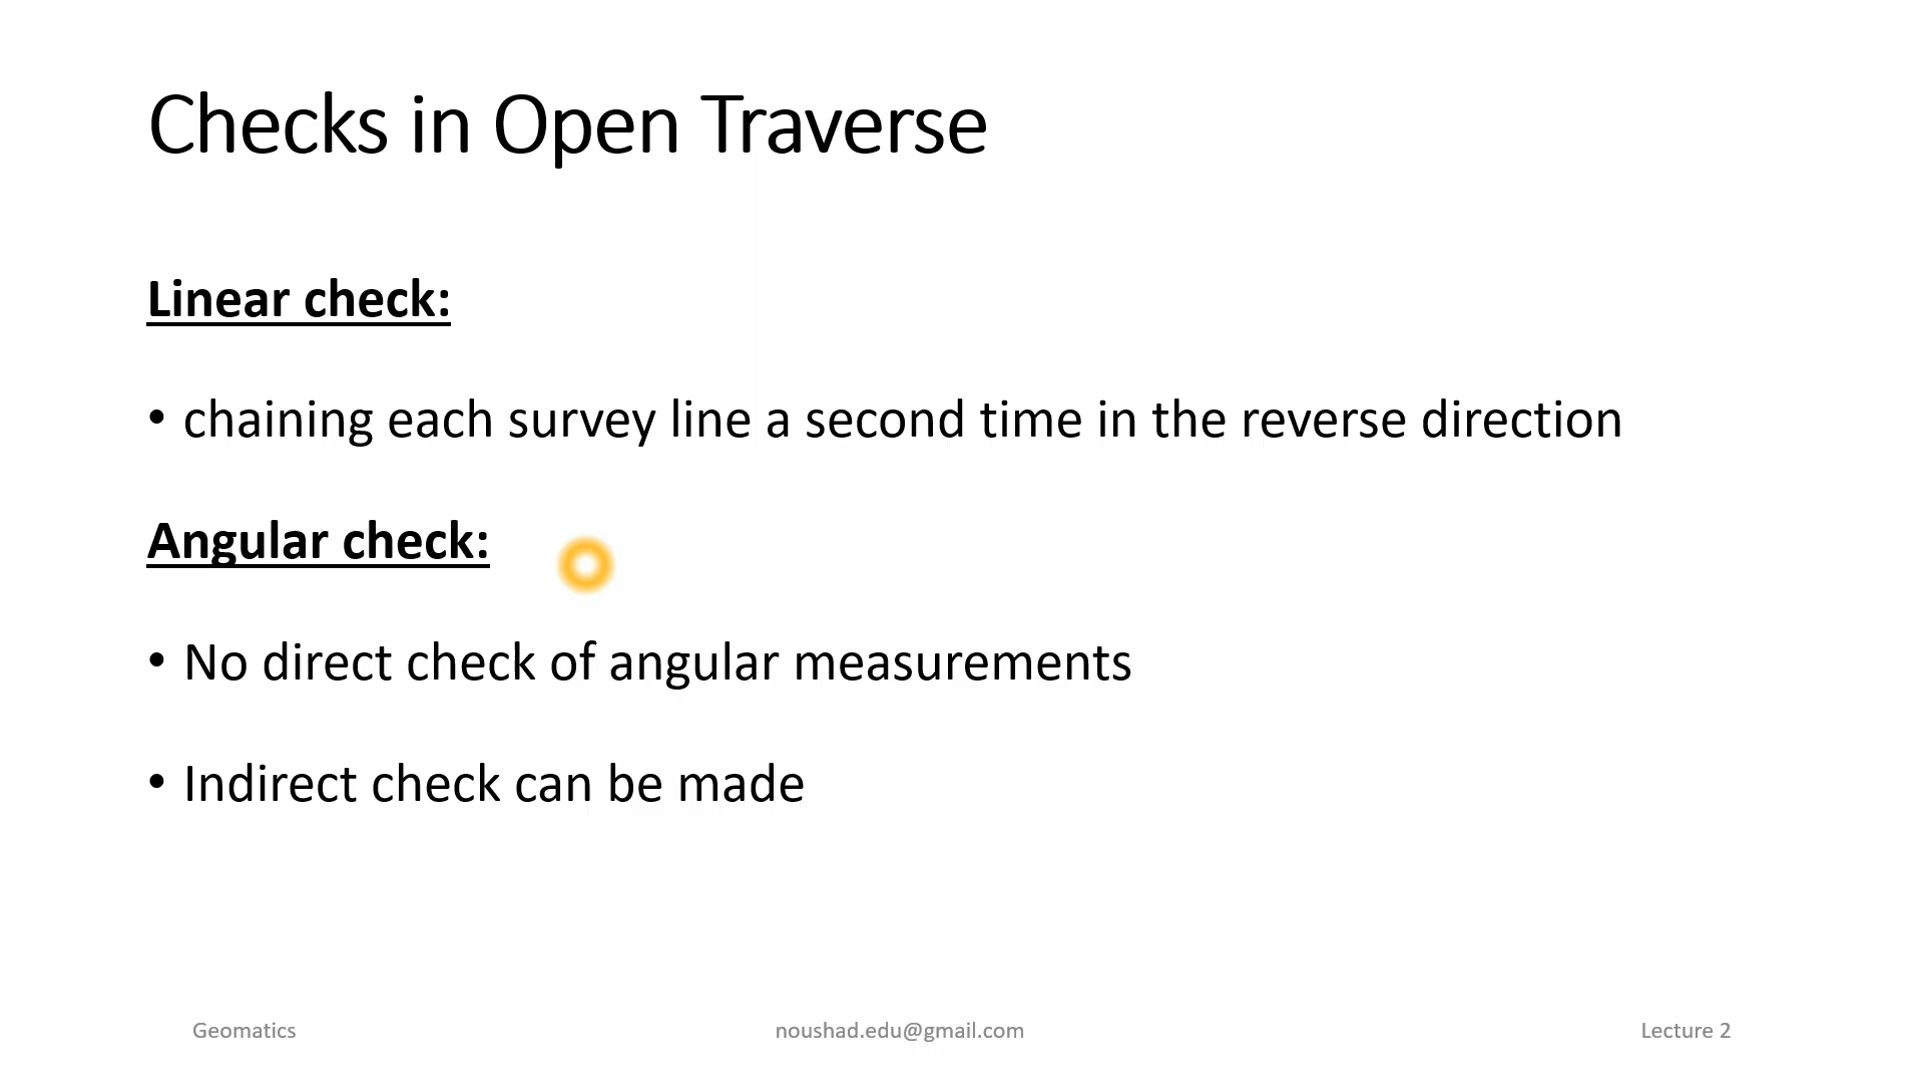 Checks in Open Traverse
Linear check:
• chaining each survey line a second time in the reverse direction
Angular check:
• No direct check of angular measurements
• Indirect check can be made
Geomatics
noushad.edu@gmail.com
Lecture 2